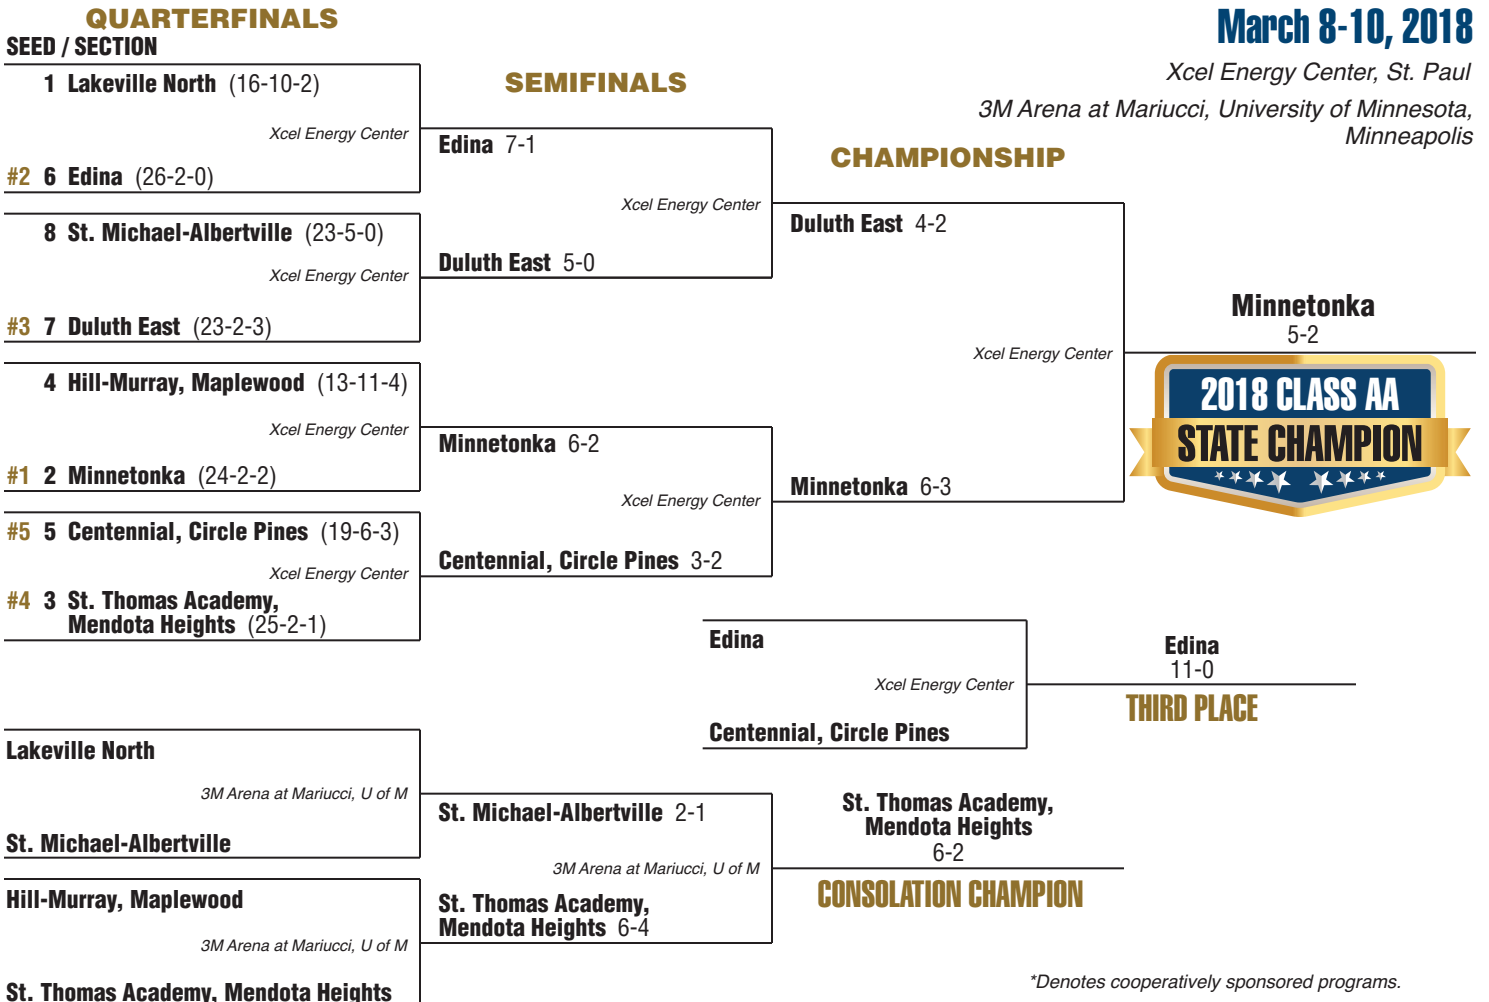 QUARTERFINALS
SEED / SECTION
1 Lakeville North (16-10-2)
Xcel Energy Center
#2 6 Edina (26-2-0)
8 St. Michael-Albertville (23-5-0)
Xcel Energy Center
#3 7 Duluth East (23-2-3)
4 Hill-Murray, Maplewood (13-11-4)
Xcel Energy Center
#1 2 Minnetonka (24-2-2)
#5 5 Centennial, Circle Pines (19-6-3)
Xcel Energy Center
#4 3 St. Thomas Academy,
Mendota Heights (25-2-1)
SEMIFINALS
Edina 7-1
Xcel Energy Center
Duluth East 5-0
Minnetonka 6-2
Xcel Energy Center
Centennial, Circle Pines 3-2
CHAMPIONSHIP
Duluth East 4-2
Xcel Energy Center
Minnetonka 6-3
March 8-10, 2018
Xcel Energy Center, St. Paul
3M Arena at Mariucci, University of Minnesota,
Minneapolis
Minnetonka
5-2
2018 CLASS AA
STATE CHAMPION
Edina
Xcel Energy Center
Centennial, Circle Pines
Edina
11-0
THIRD PLACE
Lakeville North
3M Arena at Mariucci, U of M
St. Michael-Albertville
Hill-Murray, Maplewood
3M Arena at Mariucci, U of M
St. Thomas Academy, Mendota Heights
St. Michael-Albertville 2-1
3M Arena at Mariucci, U of M
St. Thomas Academy,
Mendota Heights 6-4
St. Thomas Academy,
Mendota Heights
6-2
CONSOLATION CHAMPION
*Denotes cooperatively sponsored programs.